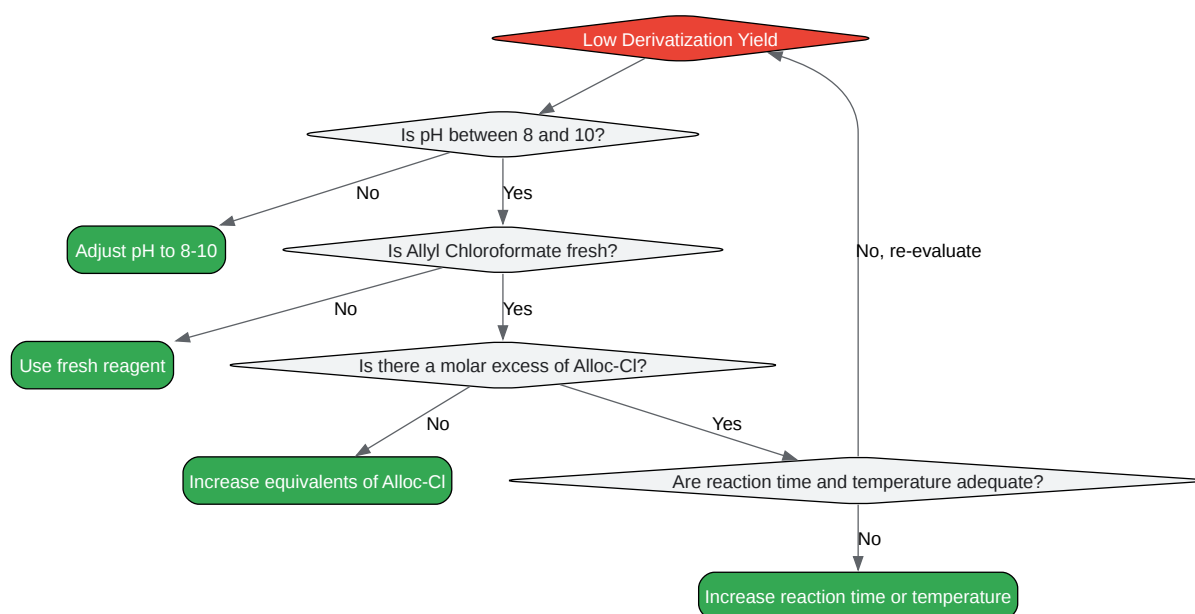 Low Derivatization Yield
Is pH between 8 and 10?
No
Yes
Adjust pH to 8-10
Is Allyl Chloroformate fresh?
No, re-evaluate
No
Yes
Use fresh reagent
Is there a molar excess of Alloc-Cl?
No
Yes
Increase equivalents of Alloc-Cl
Are reaction time and temperature adequate?
No
Increase reaction time or temperature